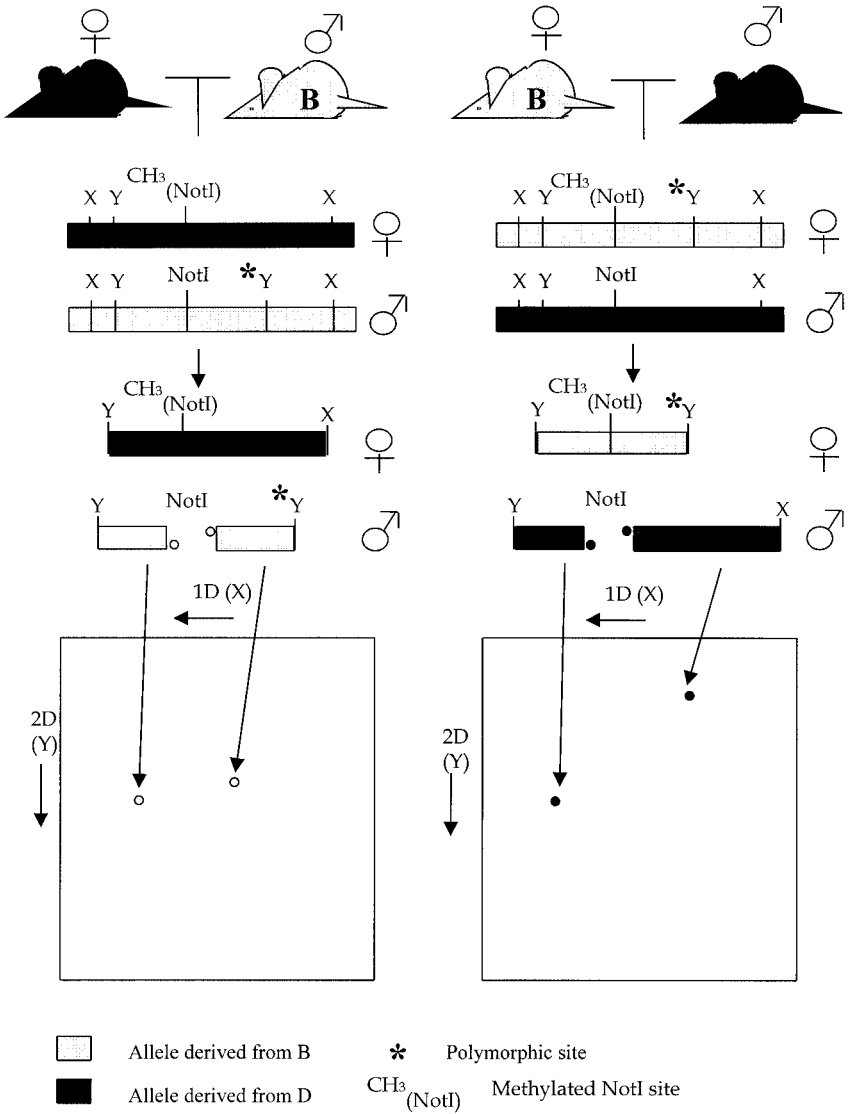 ♀ ♂ ♀ ♂
B B
CH₃ CH₃
X Y (NotI) X X Y (NotI) * Y X
♀ ♀
X Y NotI * Y X X Y NotI X
♂ ♂
CH₃ CH₃
Y (NotI) X Y (NotI) * Y
♀ ♀
Y NotI * Y Y NotI X
♂ ♂
1D (X) 1D (X)
2D 2D
(Y) (Y)
Allele derived from B * Polymorphic site
Allele derived from D CH₃ (NotI) Methylated NotI site